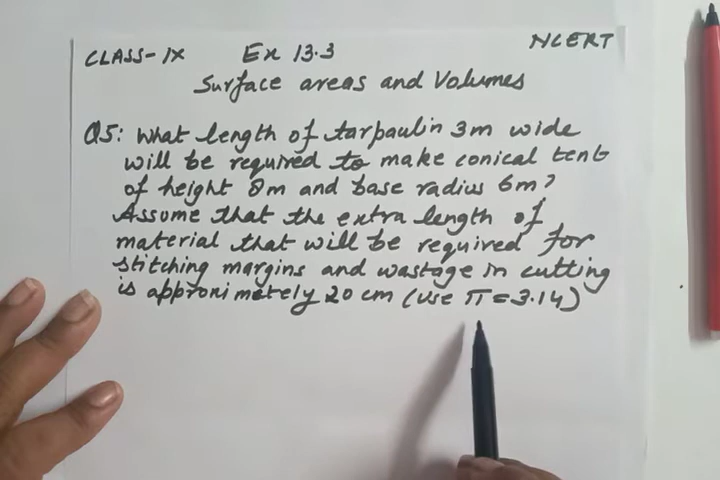 CLASS-IX Ex 13.3 NCERT
Surface areas and Volumes
Q5: What length of tarpaulin 3m wide
will be required to make conical tent
of height 8m and base radius 6m?
Assume that the extra length of
material that will be required for
stitching margins and wastage in cutting
is approximately 20 cm (use π = 3.14)